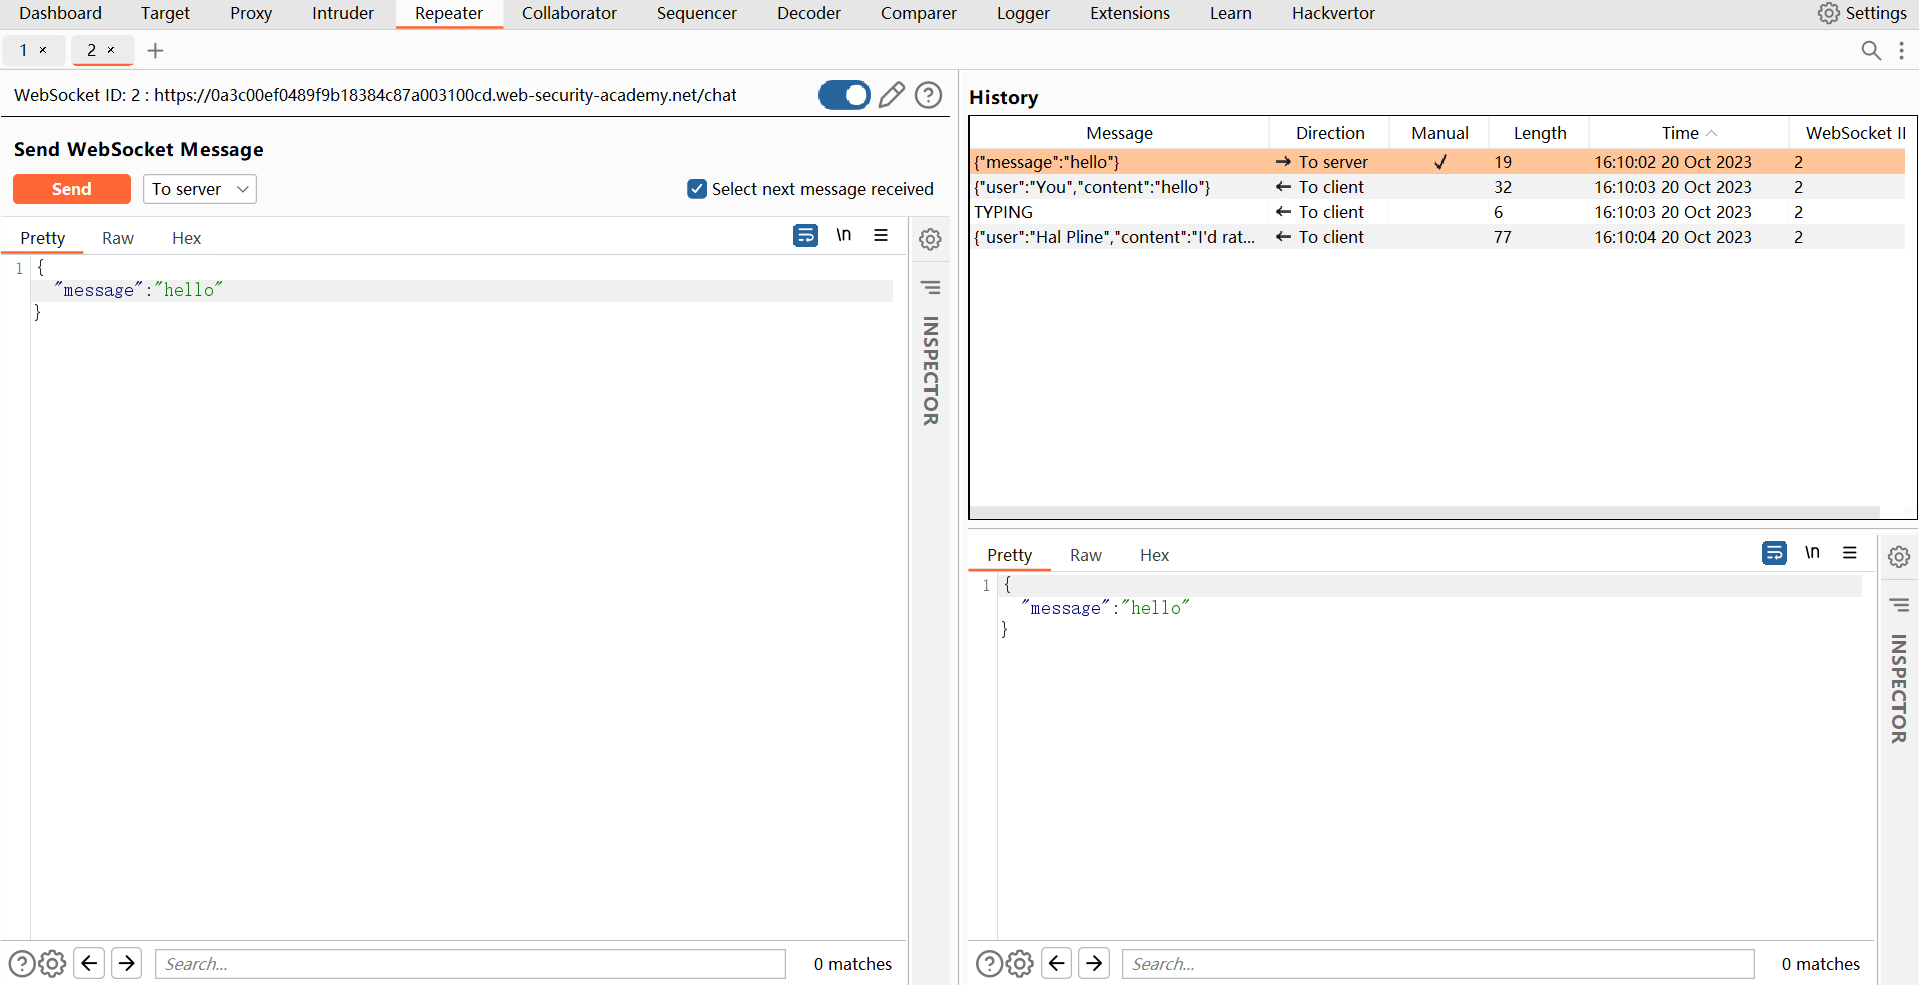 Dashboard Target Proxy Intruder Repeater Collaborator Sequencer Decoder Comparer Logger Extensions Learn Hackvertor Settings
1 × 2 × +
WebSocket ID: 2 : https://0a3c00ef0489f9b18384c87a003100cd.web-security-academy.net/chat
Send WebSocket Message
Send To server Select next message received
Pretty Raw Hex \n
1 {
"message":"hello"
}
INSPECTOR
Search... 0 matches
History
Message Direction Manual Length Time WebSocket II
{"message":"hello"} → To server ✓ 19 16:10:02 20 Oct 2023 2
{"user":"You","content":"hello"} ← To client 32 16:10:03 20 Oct 2023 2
TYPING ← To client 6 16:10:03 20 Oct 2023 2
{"user":"Hal Pline","content":"I'd rat... ← To client 77 16:10:04 20 Oct 2023 2
Pretty Raw Hex \n
1 {
"message":"hello"
}
INSPECTOR
Search... 0 matches